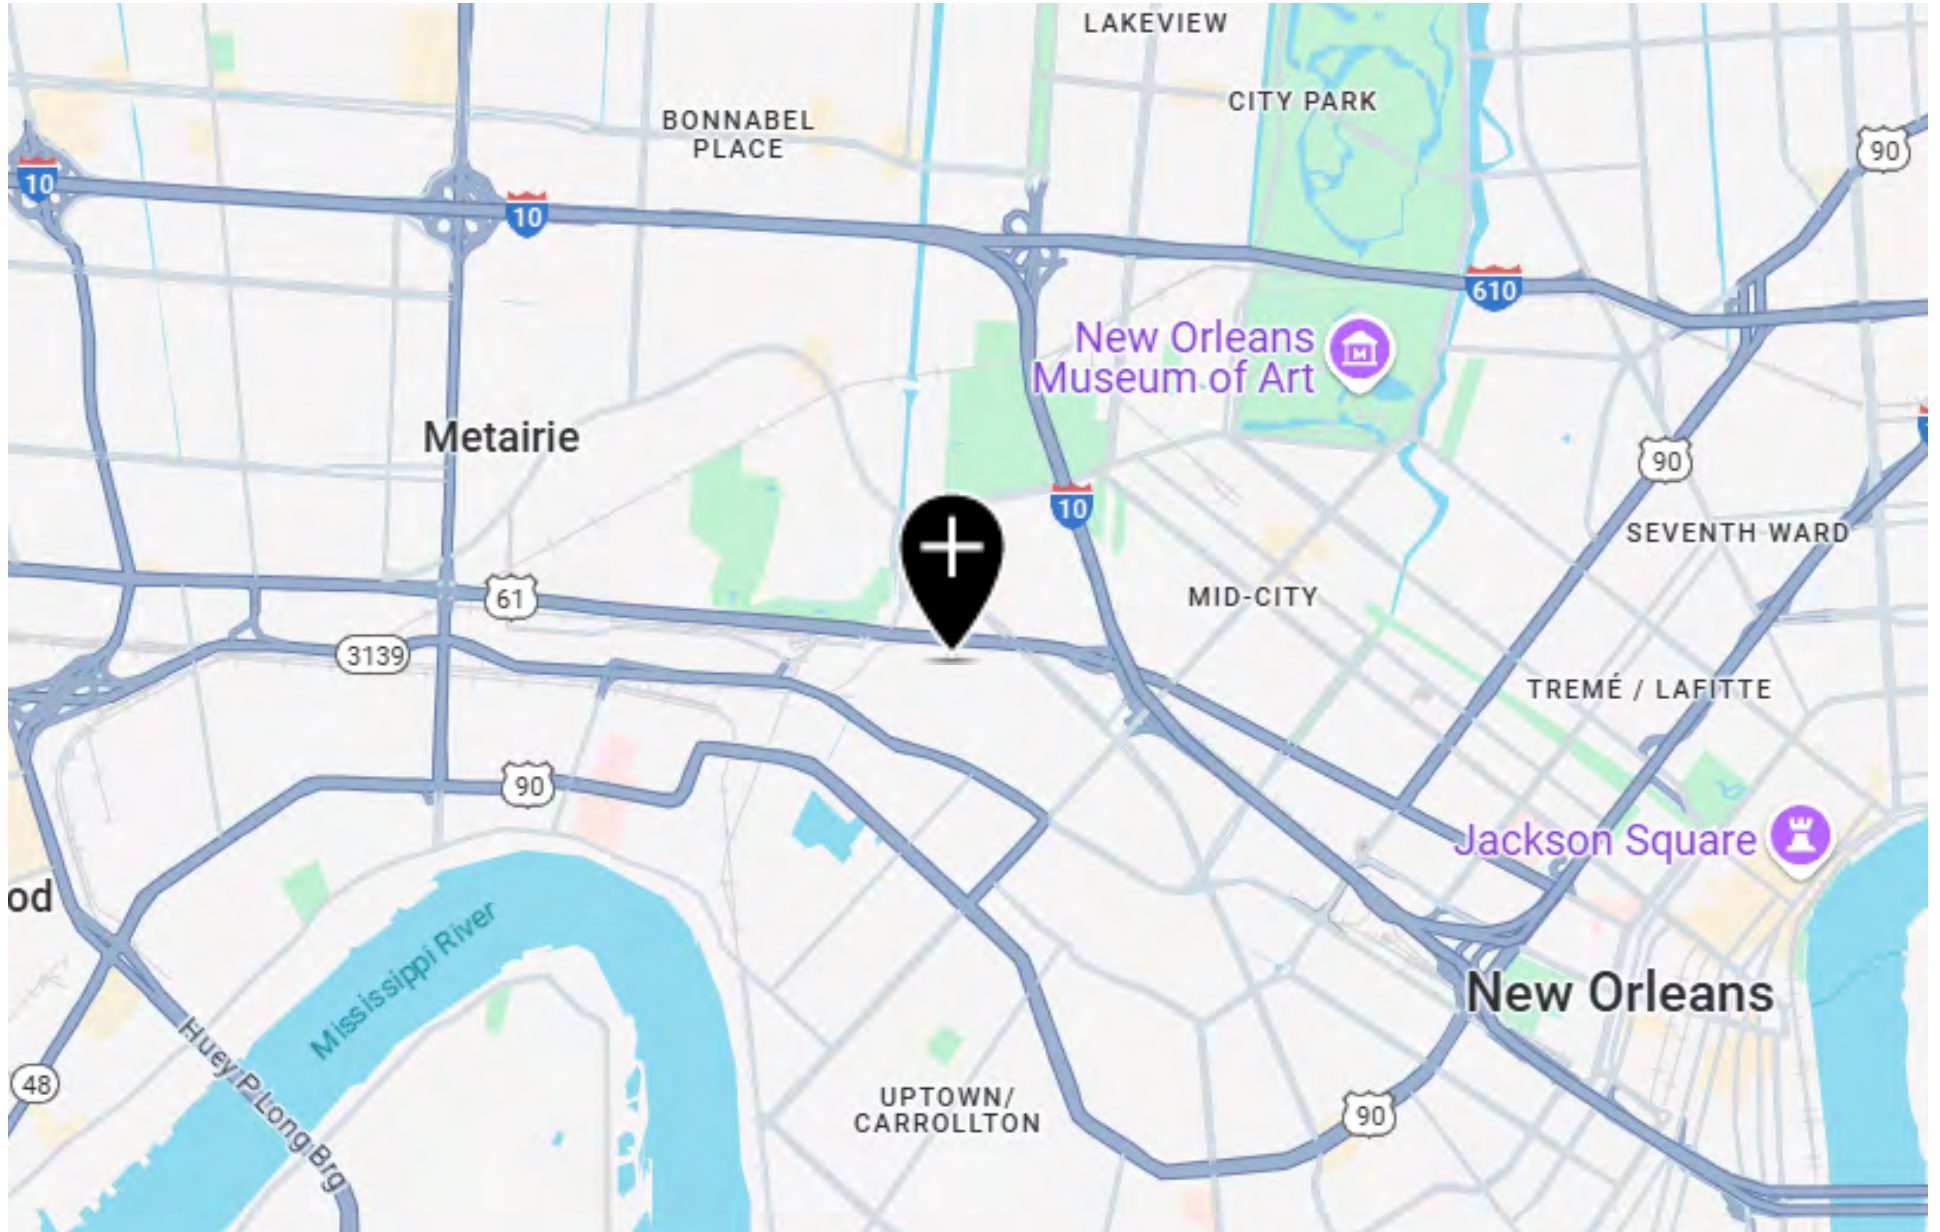 LAKEVIEW
CITY PARK
BONNABEL
PLACE
90
10
10
610
New Orleans
Museum of Art
M
Metairie
90
10
SEVENTH WARD
61
MID-CITY
3139
TREMÉ / LAFITTE
90
Jackson Square
od
Mississippi River
New Orleans
Huey P Long Brg
48
UPTOWN/
CARROLLTON
90